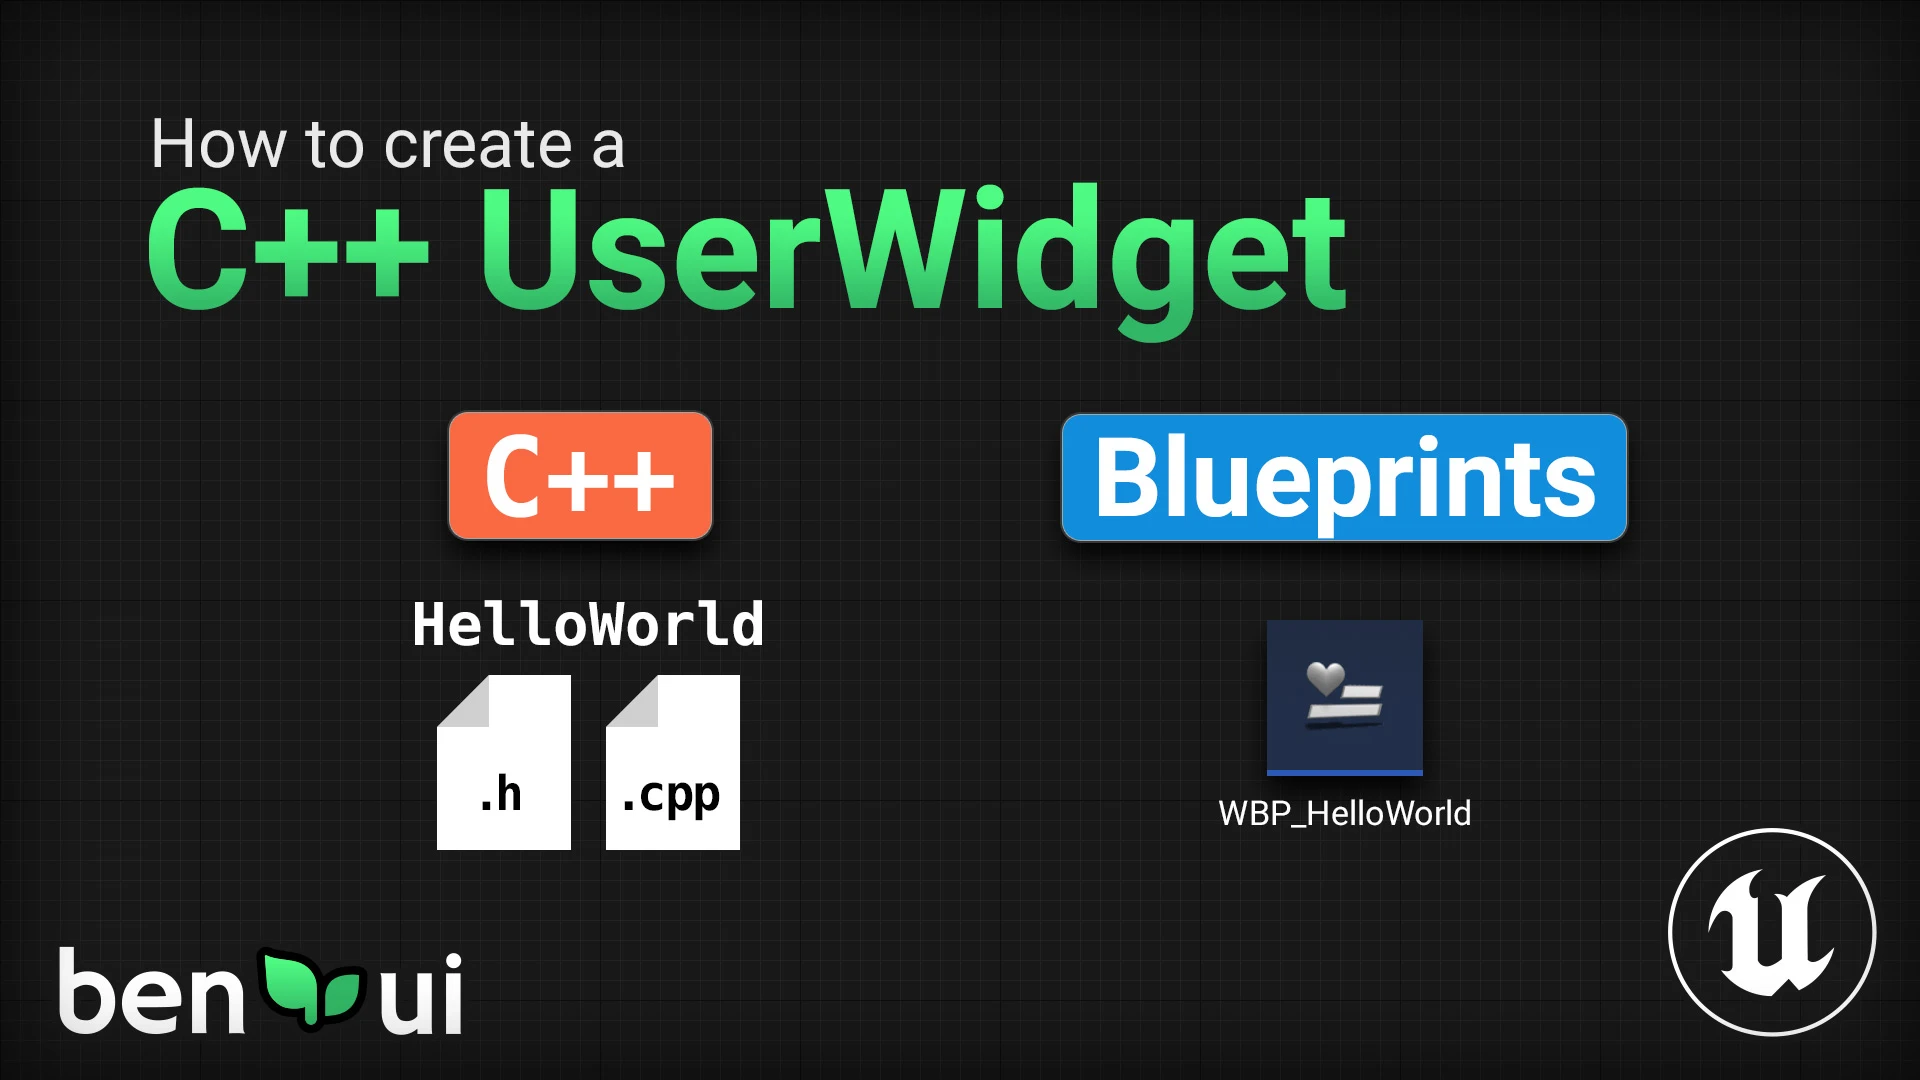 How to create a
C++ UserWidget
C++
Blueprints
HelloWorld
.h
.cpp
WBP_HelloWorld
ben ui